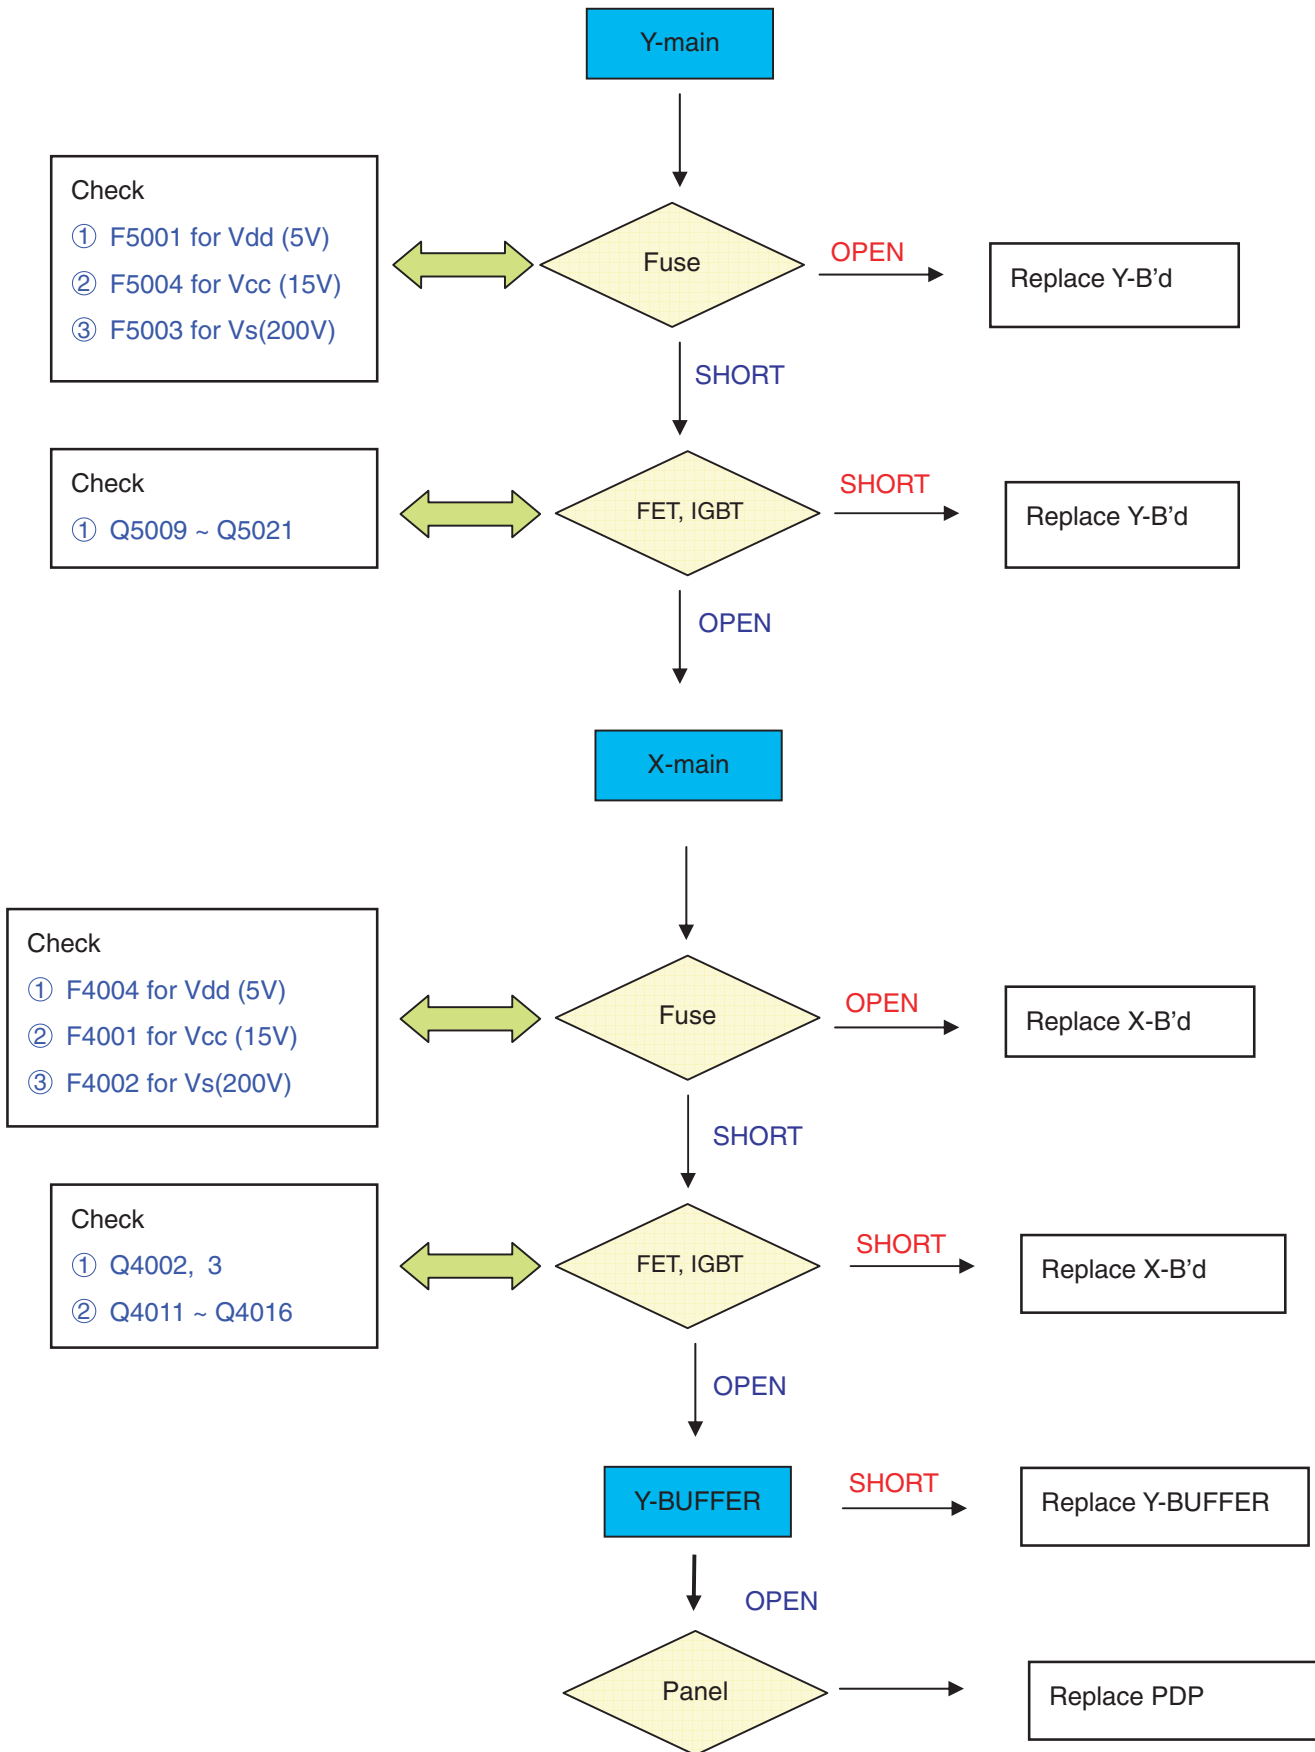 Y-main
Check
① F5001 for Vdd (5V)
② F5004 for Vcc (15V)
③ F5003 for Vs(200V)
Fuse
OPEN
Replace Y-B’d
SHORT
Check
① Q5009 ~ Q5021
FET, IGBT
SHORT
Replace Y-B’d
OPEN
X-main
Check
① F4004 for Vdd (5V)
② F4001 for Vcc (15V)
③ F4002 for Vs(200V)
Fuse
OPEN
Replace X-B’d
SHORT
Check
① Q4002, 3
② Q4011 ~ Q4016
FET, IGBT
SHORT
Replace X-B’d
OPEN
Y-BUFFER
SHORT
Replace Y-BUFFER
OPEN
Panel
Replace PDP